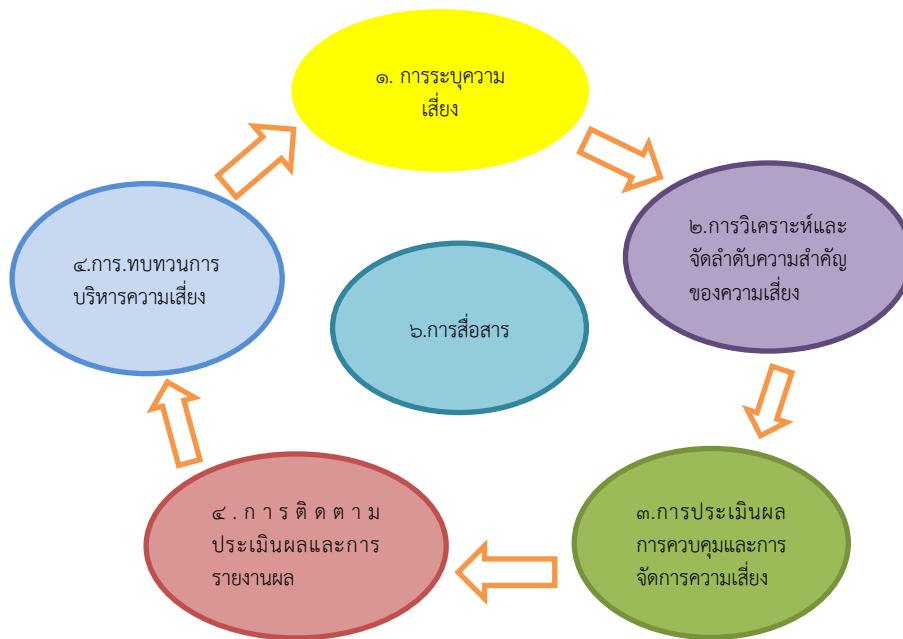 ๑. การระบุความ
เสี่ยง
๒.การวิเคราะห์และ
จัดลำดับความสำคัญ
ของความเสี่ยง
๓.การประเมินผล
การควบคุมและการ
จัดการความเสี่ยง
๔ . ก า ร ติ ด ต า ม
ประเมินผลและการ
รายงานผล
๔.การ.ทบทวนการ
บริหารความเสี่ยง
๖.การสื่อสาร